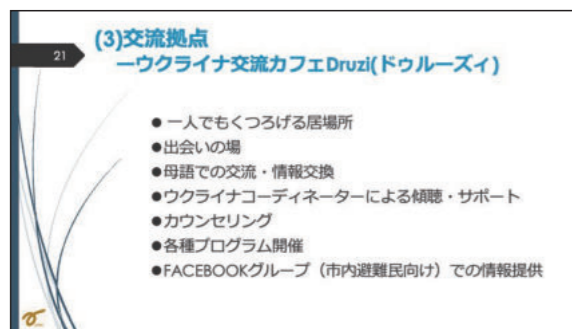 21
(3)交流拠点
ーウクライナ交流カフェDruzi(ドゥルーズィ)
●一人でもくつろげる居場所
●出会いの場
●母語での交流・情報交換
●ウクライナコーディネーターによる傾聴・サポート
●カウンセリング
●各種プログラム開催
●FACEBOOKグループ（市内避難民向け）での情報提供